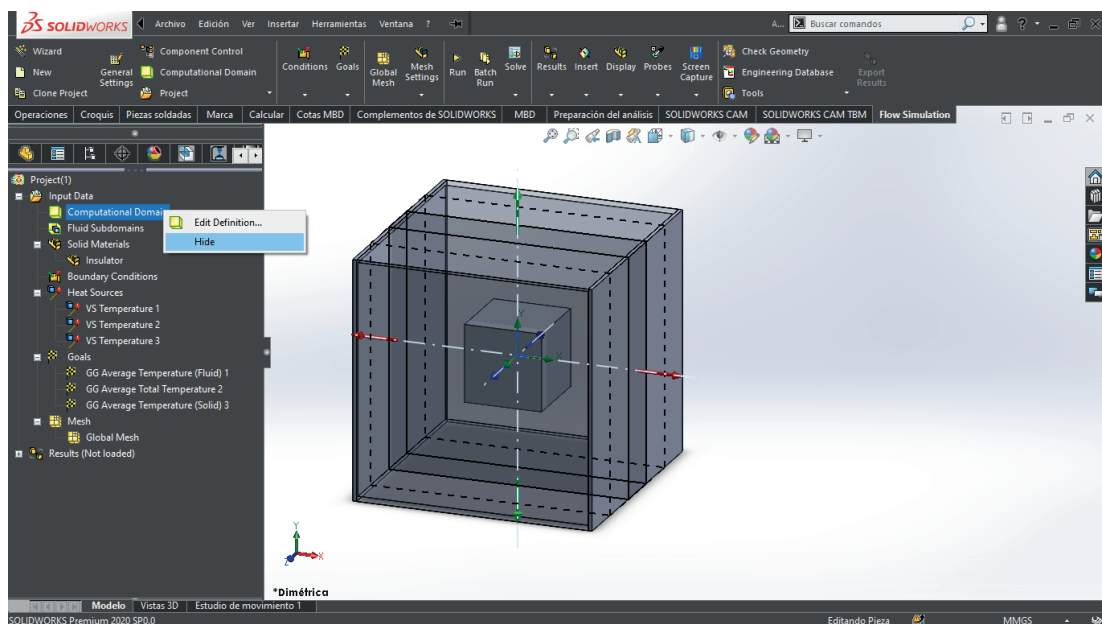 SOLIDWORKS Archivo Edición Ver Insertar Herramientas Ventana ? A... Buscar comandos ?
Wizard Component Control Check Geometry
New General Settings Computational Domain Conditions Goals Global Mesh Mesh Settings Run Batch Run Solve Results Insert Display Probes Screen Capture Engineering Database Export Results
Clone Project Project Tools
Operaciones Croquis Piezas soldadas Marca Calcular Cotas MBD Complementos de SOLIDWORKS MBD Preparación del análisis SOLIDWORKS CAM SOLIDWORKS CAM TBM Flow Simulation
Project(1)
Input Data
Computational Domain
Edit Definition...
Fluid Subdomains
Hide
Solid Materials
Insulator
Boundary Conditions
Heat Sources
VS Temperature 1
VS Temperature 2
VS Temperature 3
Goals
GG Average Temperature (Fluid) 1
GG Average Total Temperature 2
GG Average Temperature (Solid) 3
Mesh
Global Mesh
Results (Not loaded)
Y
X
Y
X
Z
*Dimétrica
Modelo Vistas 3D Estudio de movimiento 1
SOLIDWORKS Premium 2020 SP0.0 Editando Pieza MMGS